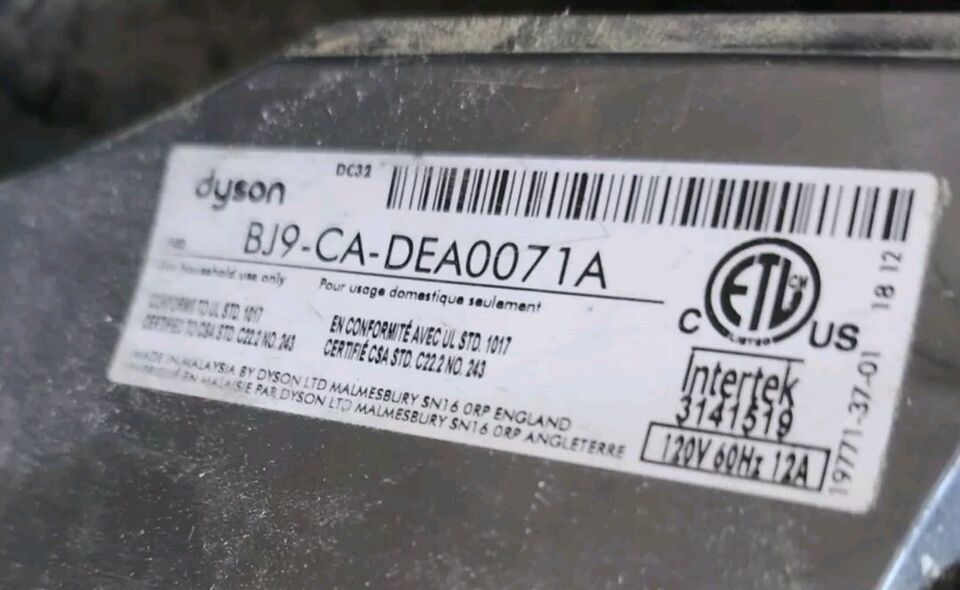 dyson
DC32
BJ9-CA-DEA0071A
household use only
Pour usage domestique seulement
CONFORMS TO UL STD. 1017
CERTIFIED TO CSA STD. C22.2 NO. 243
EN CONFORMITÉ AVEC UL STD. 1017
CERTIFIÉ CSA STD. C22.2 NO. 243
MADE IN MALAYSIA BY DYSON LTD MALMESBURY SN16 0RP ENGLAND
EN MALAISIE PAR DYSON LTD MALMESBURY SN16 0RP ANGLETERRE
ETL CM
LISTED
C US
Intertek
3141519
120V 60Hz 12A
197771-37-01 18 12